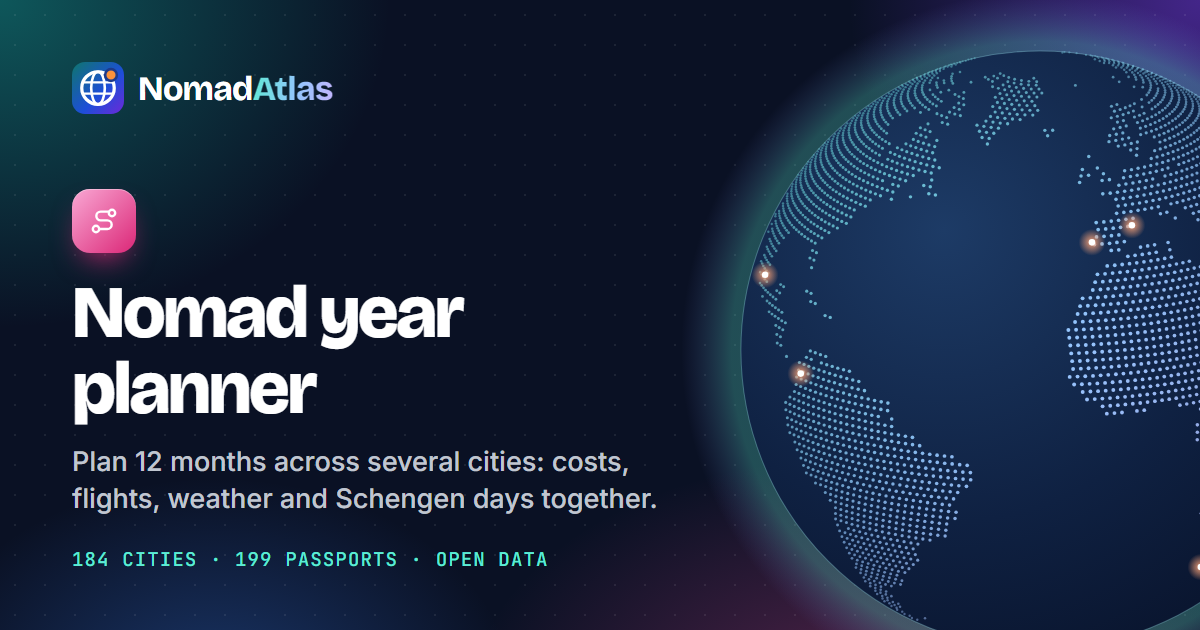 NomadAtlas
Nomad year
planner
Plan 12 months across several cities: costs,
flights, weather and Schengen days together.
184 CITIES · 199 PASSPORTS · OPEN DATA